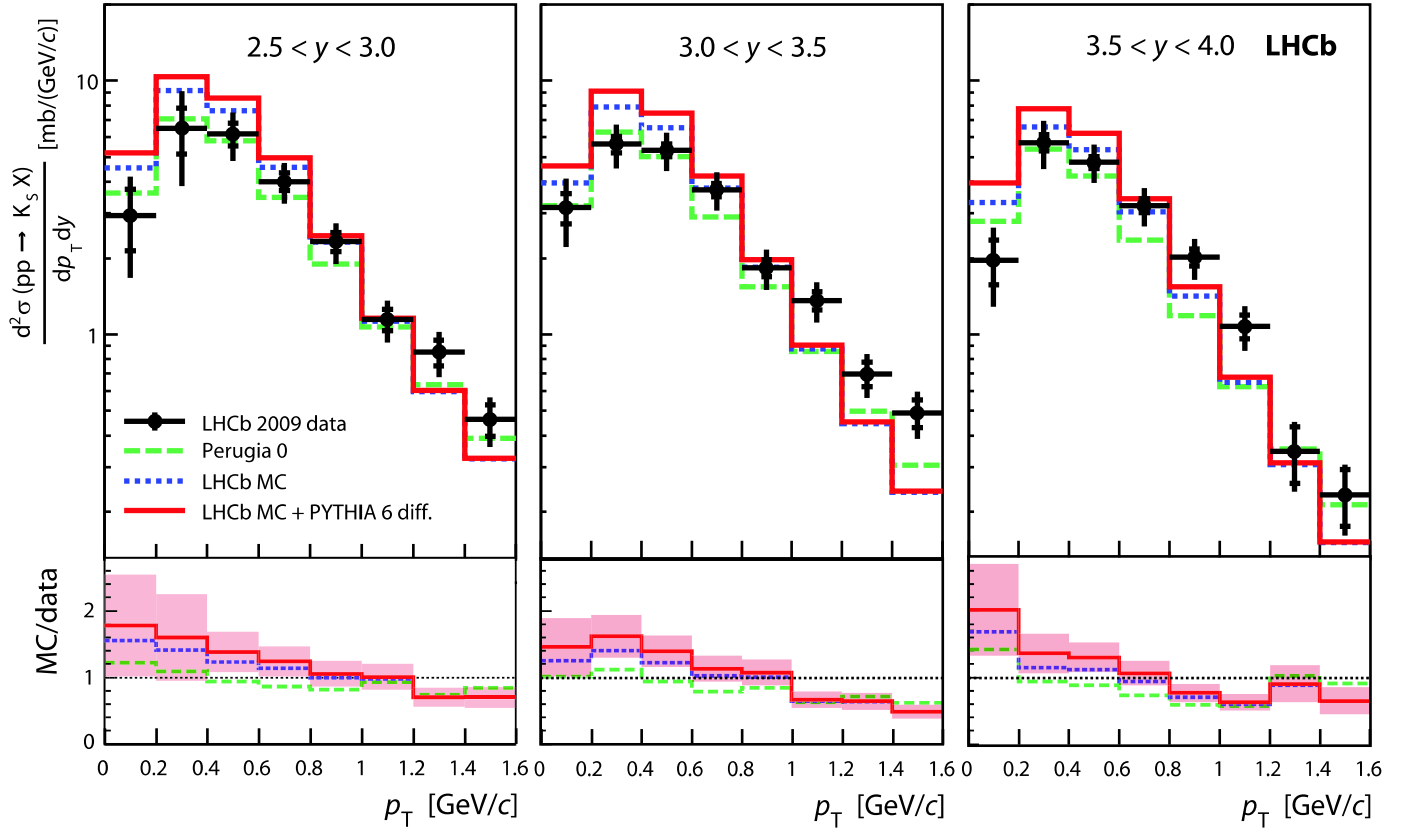 2.5 < y < 3.0
3.0 < y < 3.5
3.5 < y < 4.0 LHCb
d²σ (pp → K_S X)
dp_T dy
[mb/(GeV/c)]
10
1
LHCb 2009 data
Perugia 0
LHCb MC
LHCb MC + PYTHIA 6 diff.
MC/data
2
1
0
0 0.2 0.4 0.6 0.8 1 1.2 1.4 1.6
0 0.2 0.4 0.6 0.8 1 1.2 1.4 1.6
0 0.2 0.4 0.6 0.8 1 1.2 1.4 1.6
p_T [GeV/c]
p_T [GeV/c]
p_T [GeV/c]